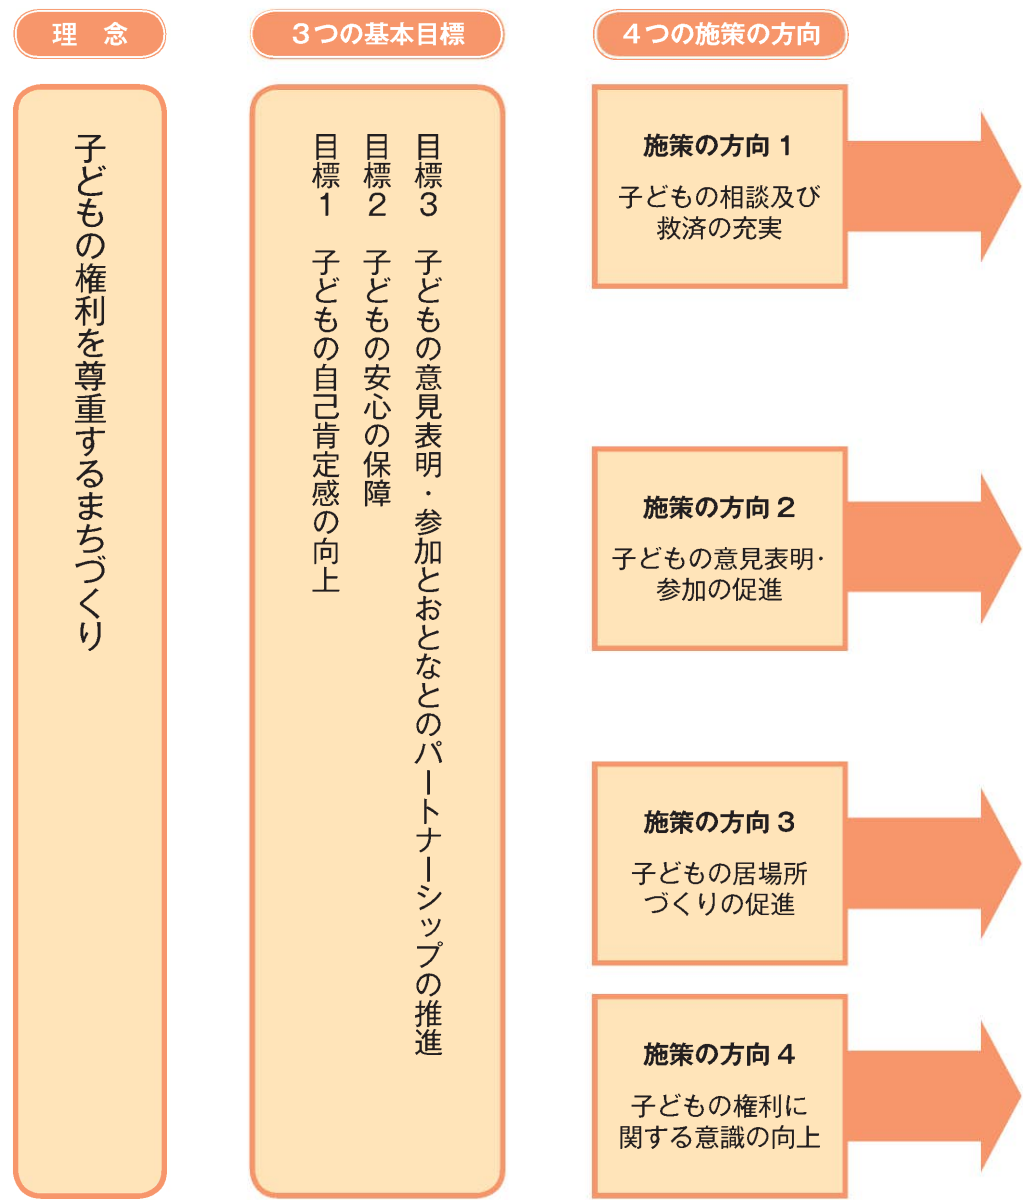 理　念
子どもの権利を尊重するまちづくり
3つの基本目標
目標1　子どもの自己肯定感の向上
目標2　子どもの安心の保障
目標3　子どもの意見表明・参加とおとなとのパートナーシップの推進
4つの施策の方向
施策の方向1
子どもの相談及び
救済の充実
施策の方向2
子どもの意見表明・
参加の促進
施策の方向3
子どもの居場所
づくりの促進
施策の方向4
子どもの権利に
関する意識の向上